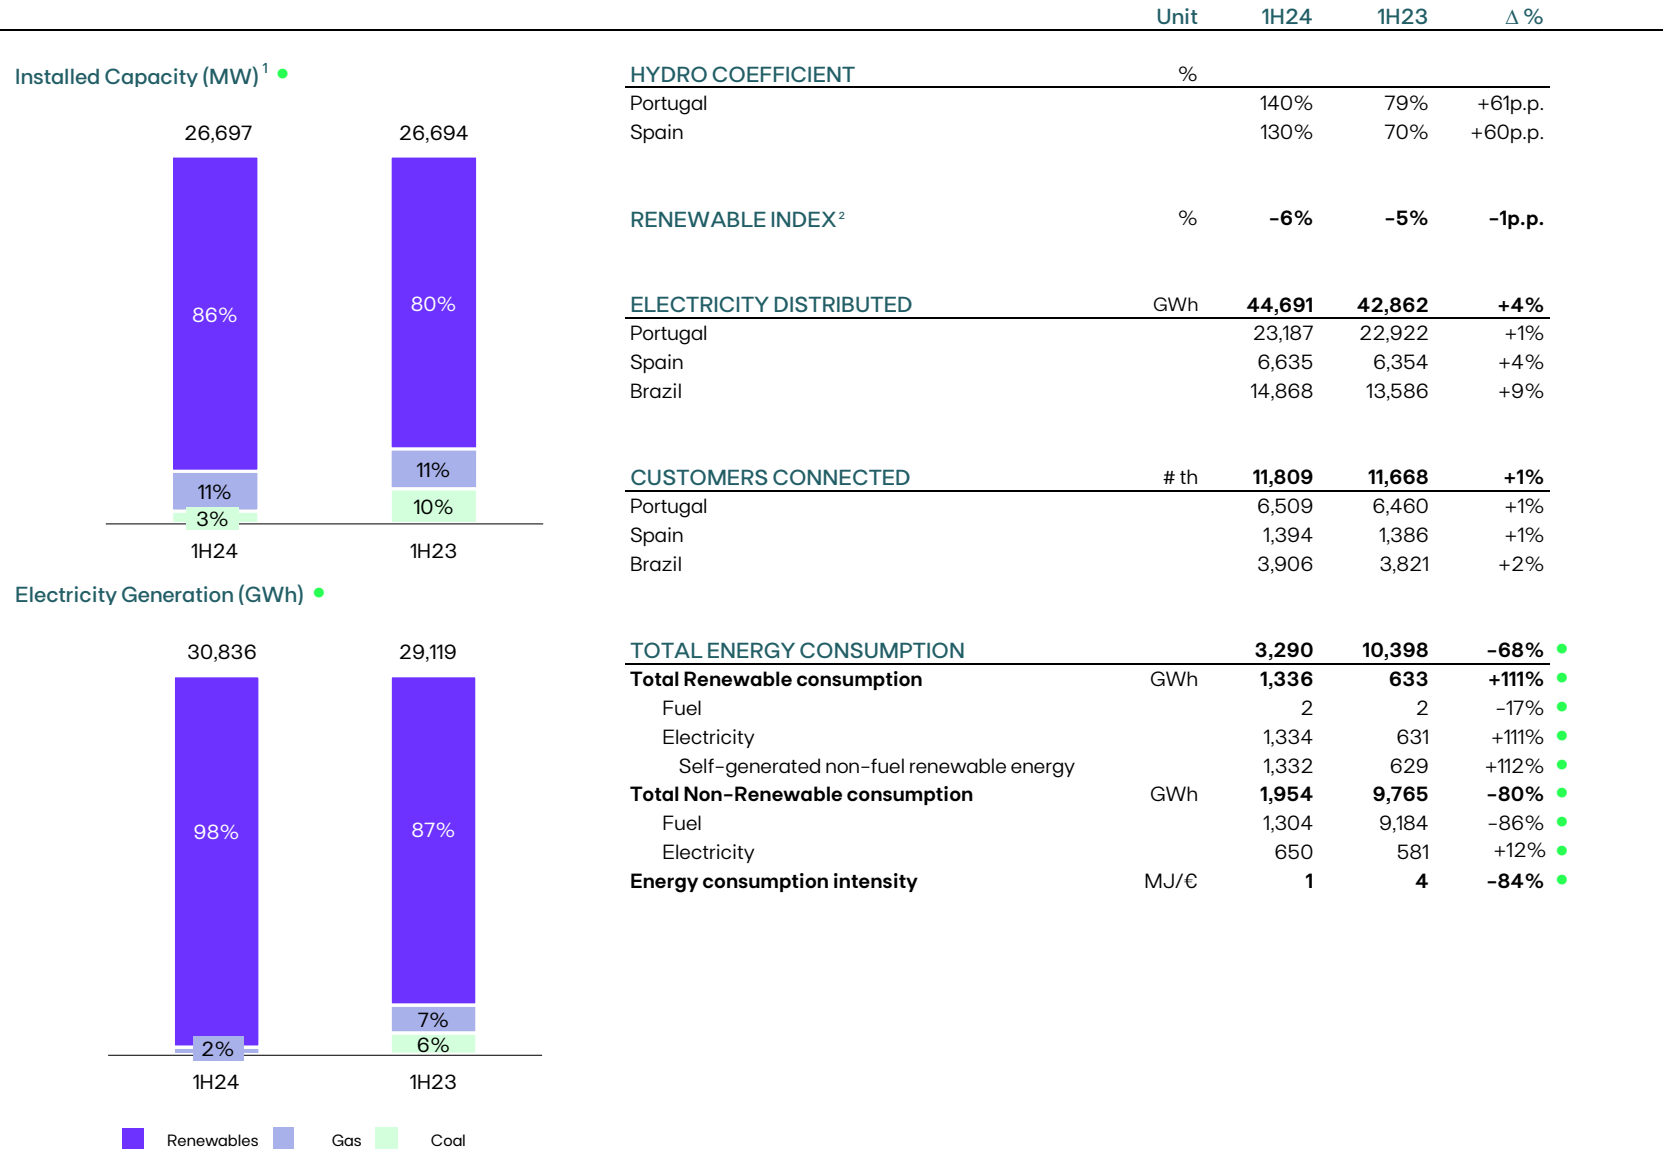 Unit 1H24 1H23 Δ %
Installed Capacity (MW) 1
26,697 26,694
86% 80%
11% 11%
3% 10%
1H24 1H23
Electricity Generation (GWh)
30,836 29,119
98% 87%
7%
2% 6%
1H24 1H23
Renewables Gas Coal
HYDRO COEFFICIENT %
Portugal 140% 79% +61p.p.
Spain 130% 70% +60p.p.
RENEWABLE INDEX 2 % -6% -5% -1p.p.
ELECTRICITY DISTRIBUTED GWh 44,691 42,862 +4%
Portugal 23,187 22,922 +1%
Spain 6,635 6,354 +4%
Brazil 14,868 13,586 +9%
CUSTOMERS CONNECTED # th 11,809 11,668 +1%
Portugal 6,509 6,460 +1%
Spain 1,394 1,386 +1%
Brazil 3,906 3,821 +2%
TOTAL ENERGY CONSUMPTION 3,290 10,398 -68%
Total Renewable consumption GWh 1,336 633 +111%
Fuel 2 2 -17%
Electricity 1,334 631 +111%
Self-generated non-fuel renewable energy 1,332 629 +112%
Total Non-Renewable consumption GWh 1,954 9,765 -80%
Fuel 1,304 9,184 -86%
Electricity 650 581 +12%
Energy consumption intensity MJ/€ 1 4 -84%